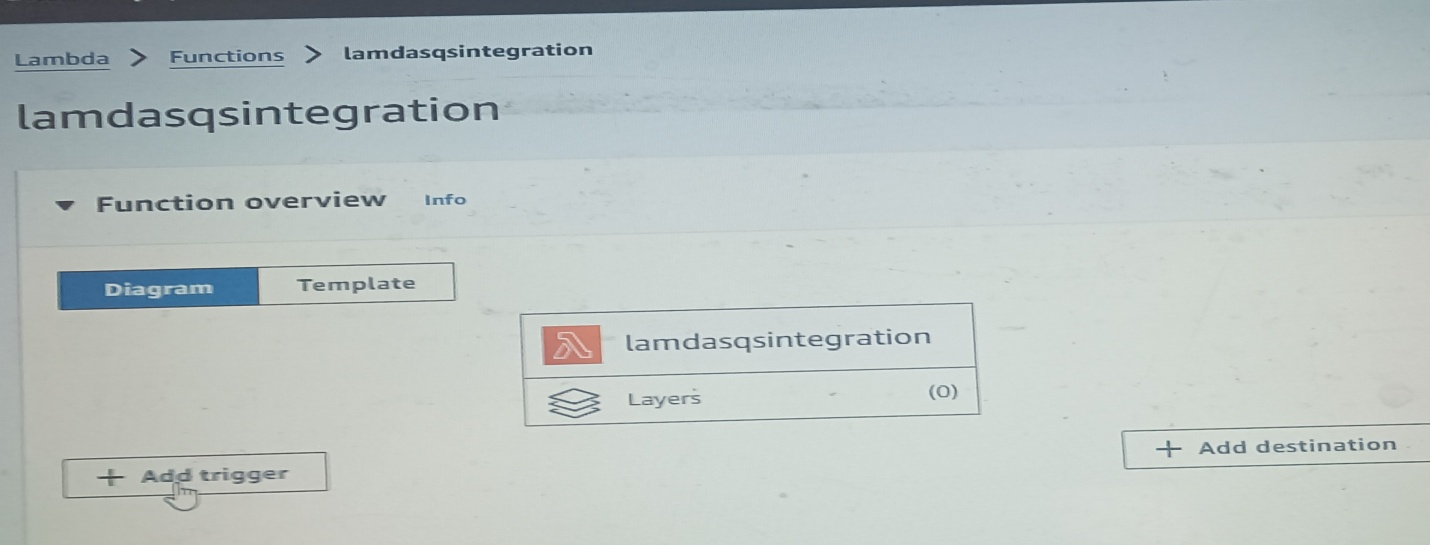 Lambda > Functions > lamdasqsintegration
lamdasqsintegration
Function overview Info
Diagram Template
lamdasqsintegration
Layers (0)
+ Add destination
+ Add trigger